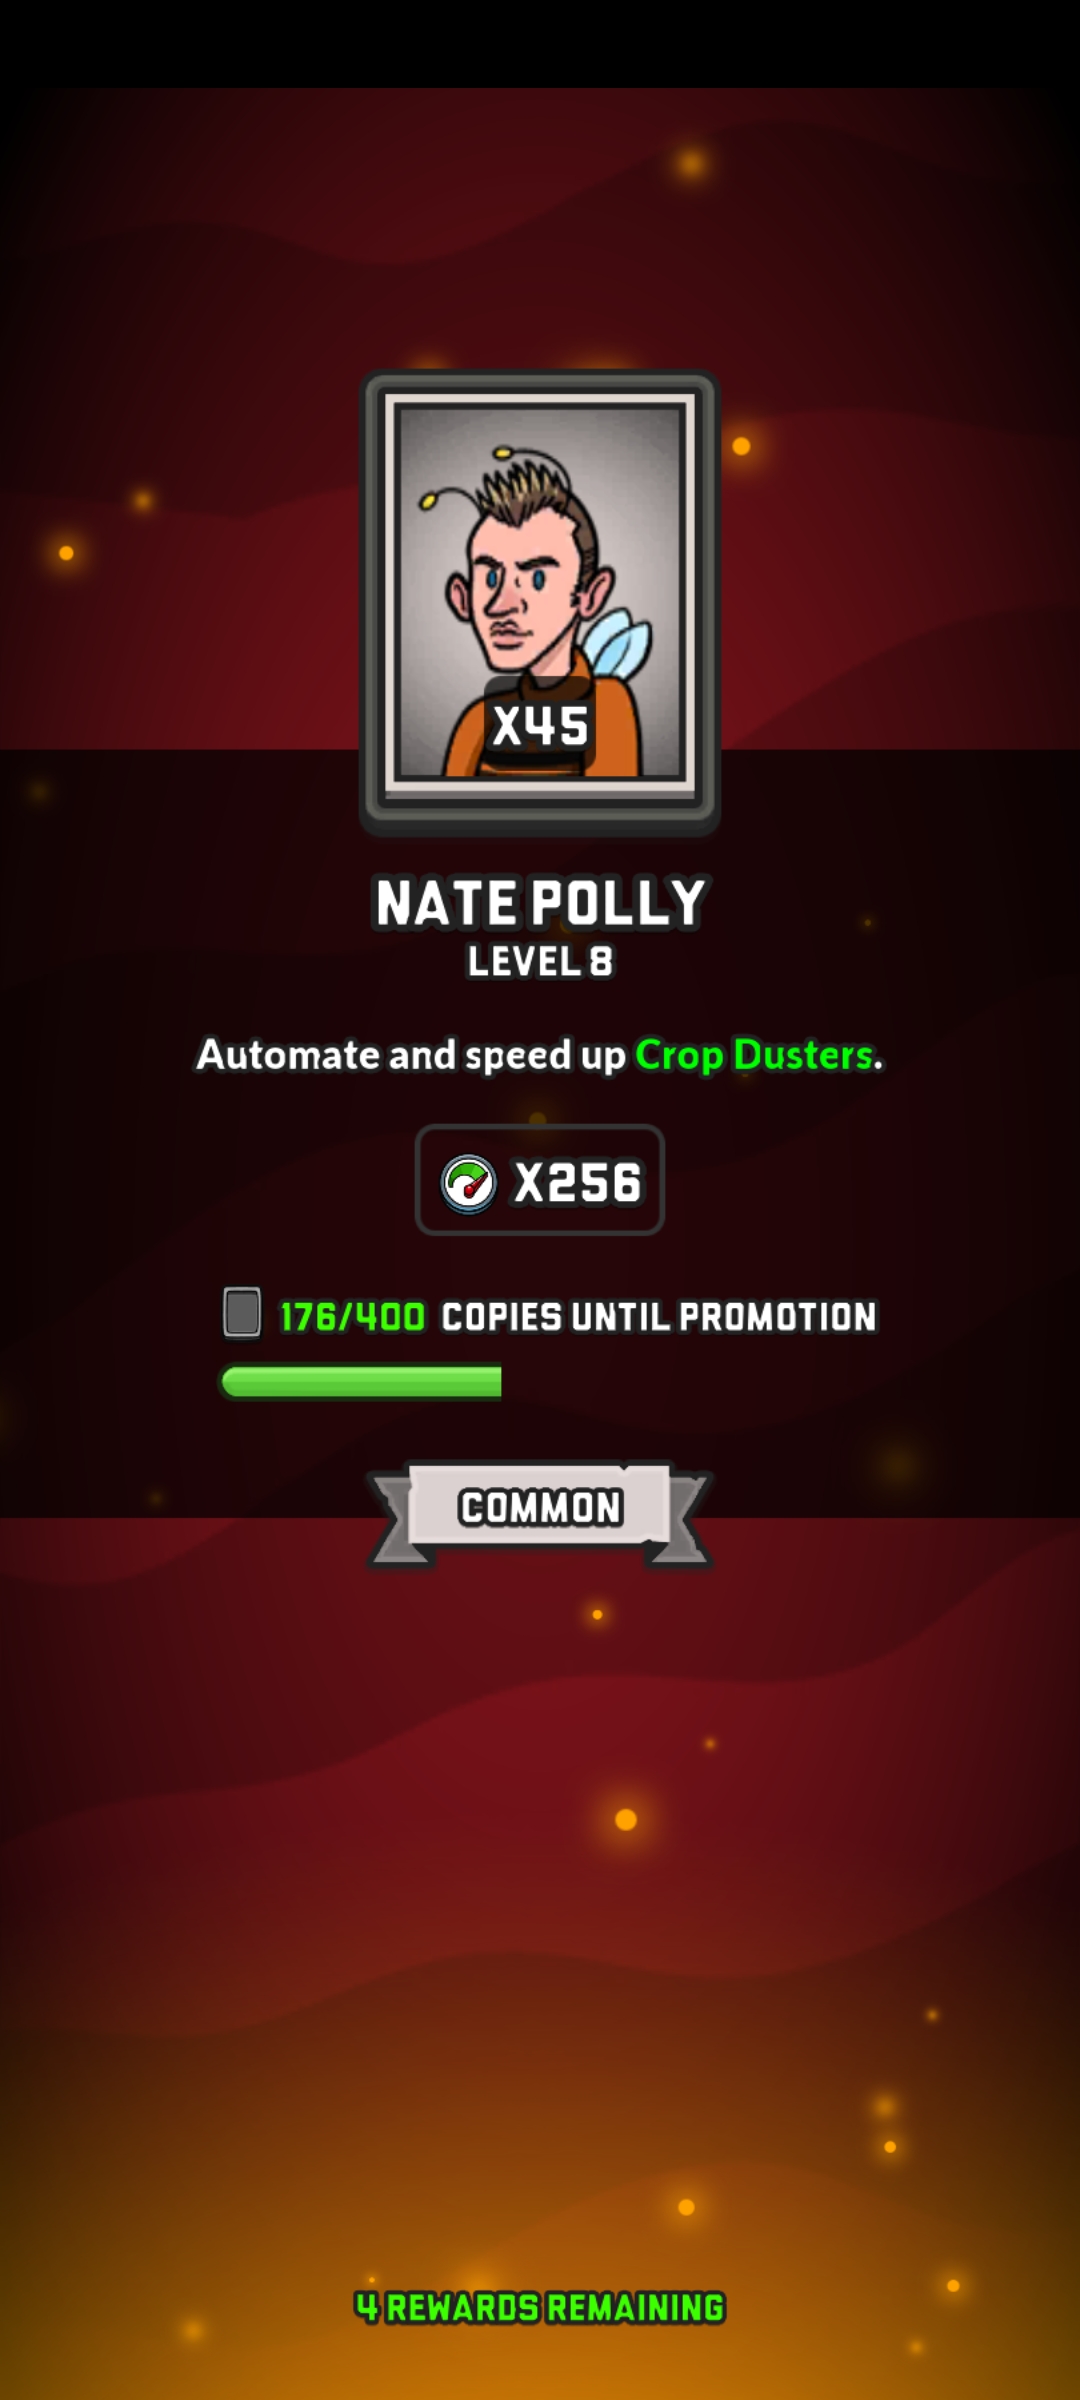 X45
NATE POLLY
LEVEL 8
Automate and speed up Crop Dusters.
X256
176/400 COPIES UNTIL PROMOTION
COMMON
4 REWARDS REMAINING